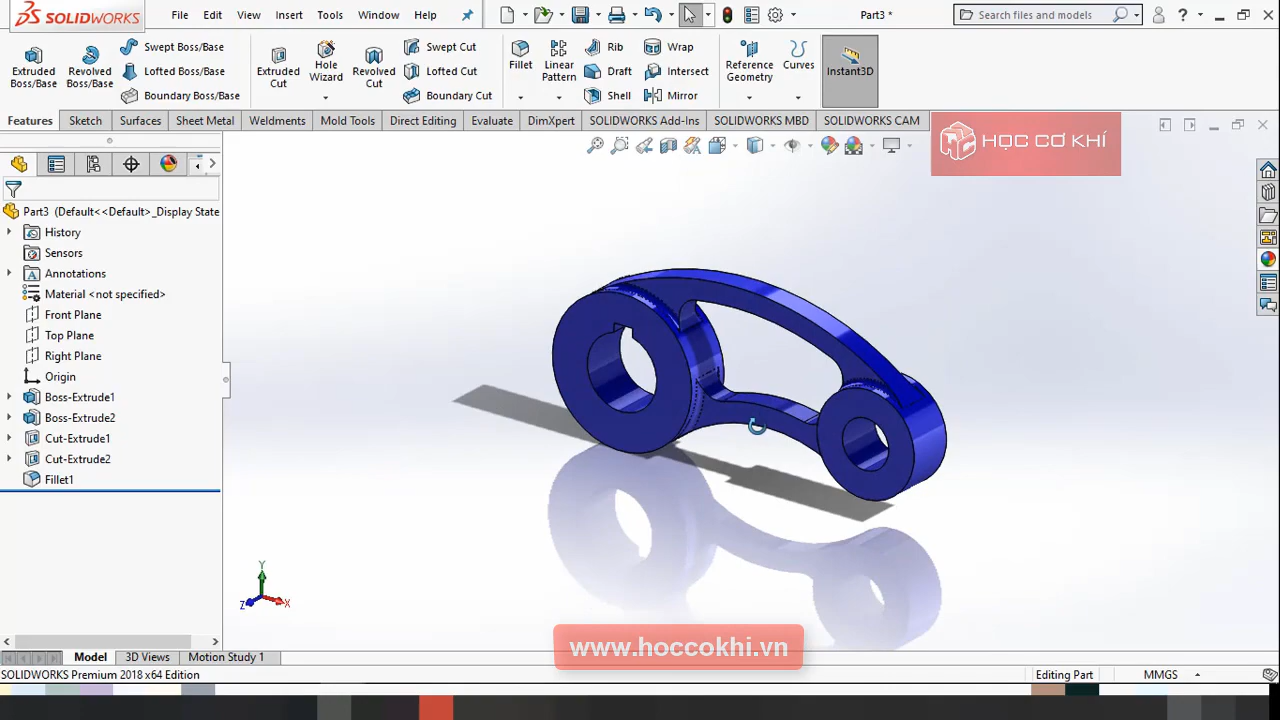 SOLIDWORKS File Edit View Insert Tools Window Help Part3 * Search files and models ?
Extruded Boss/Base
Revolved Boss/Base
Swept Boss/Base
Lofted Boss/Base
Boundary Boss/Base
Extruded Cut
Hole Wizard
Revolved Cut
Swept Cut
Lofted Cut
Boundary Cut
Fillet
Linear Pattern
Rib
Draft
Shell
Wrap
Intersect
Mirror
Reference Geometry
Curves
Instant3D
Features Sketch Surfaces Sheet Metal Weldments Mold Tools Direct Editing Evaluate DimXpert SOLIDWORKS Add-Ins SOLIDWORKS MBD SOLIDWORKS CAM
HỌC CƠ KHÍ
Part3 (Default<<Default>_Display State
History
Sensors
Annotations
Material <not specified>
Front Plane
Top Plane
Right Plane
Origin
Boss-Extrude1
Boss-Extrude2
Cut-Extrude1
Cut-Extrude2
Fillet1
Y
Z X
www.hoccokhi.vn
Model 3D Views Motion Study 1
SOLIDWORKS Premium 2018 x64 Edition Editing Part MMGS